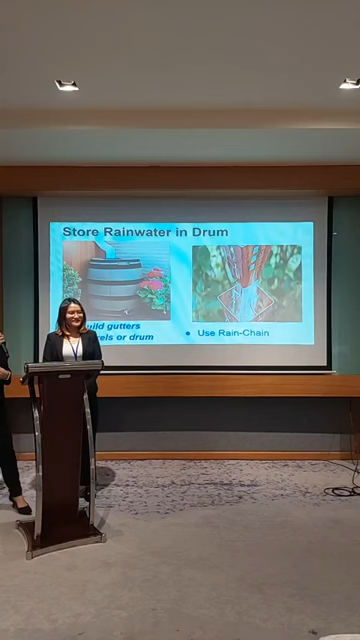 Store Rainwater in Drum
uild gutters
els or drum
• Use Rain-Chain